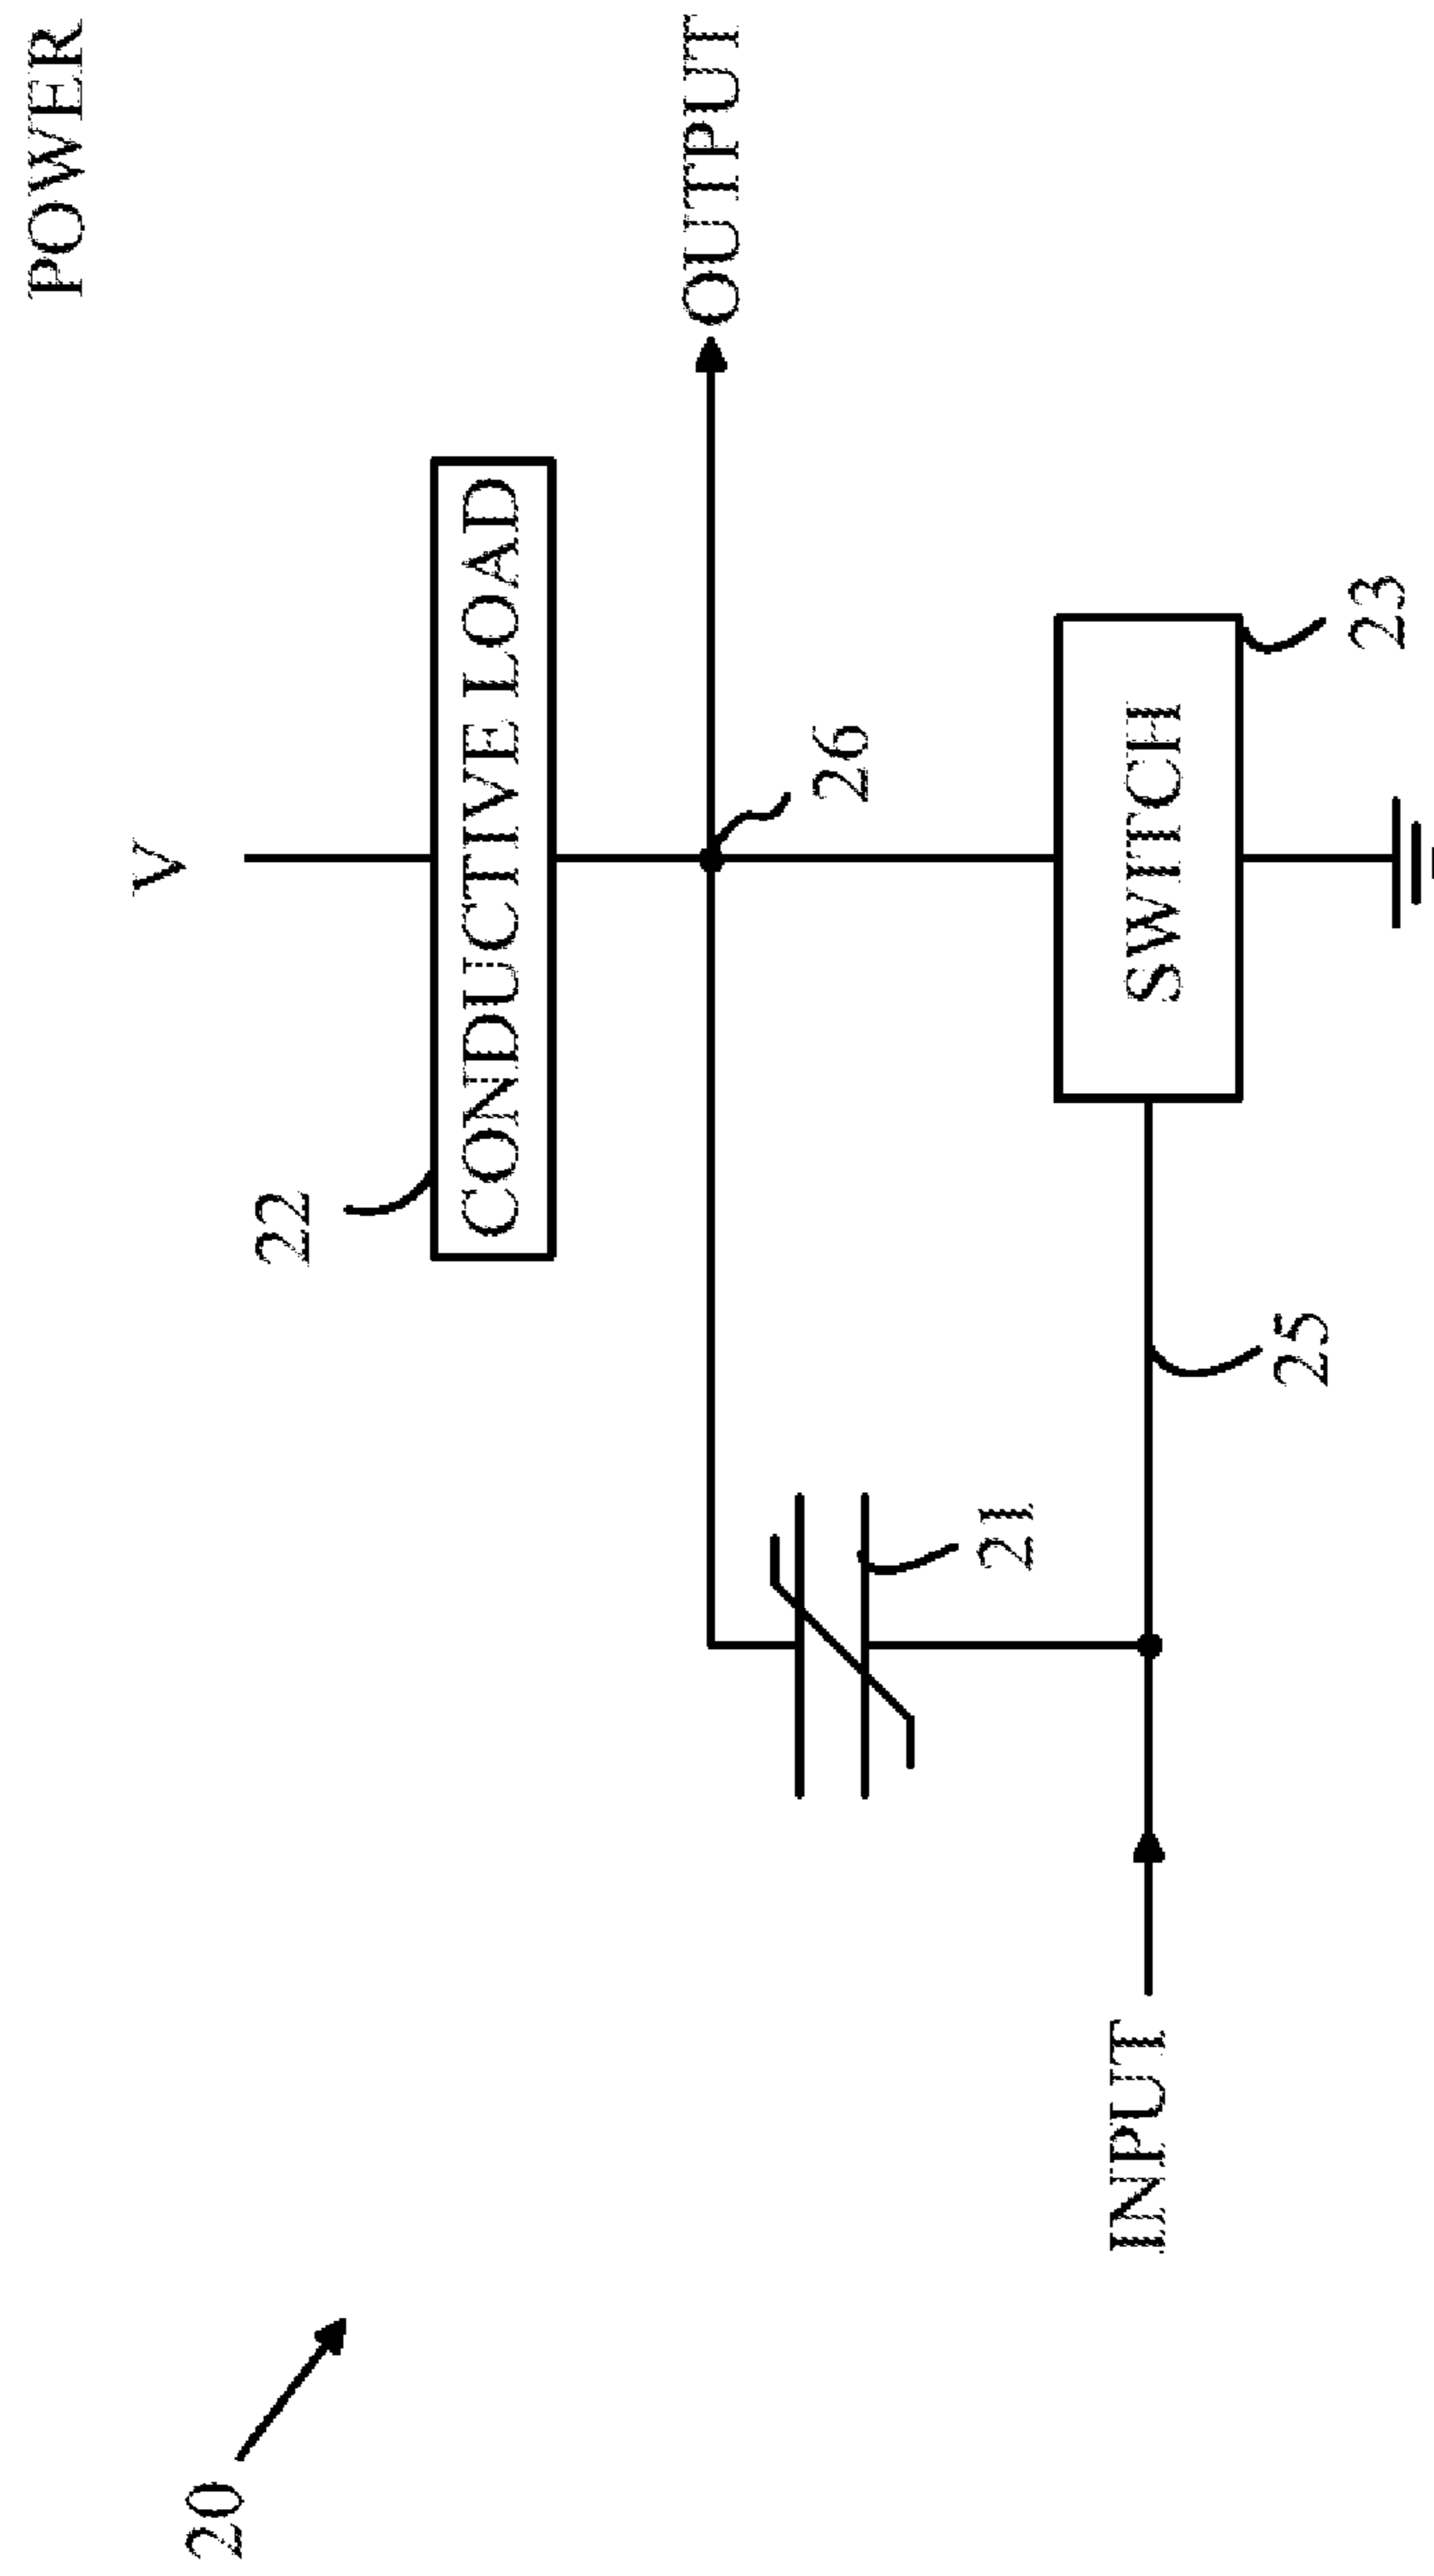 POWER
V
22
CONDUCTIVE LOAD
OUTPUT
26
21
25
SWITCH
23
INPUT
20